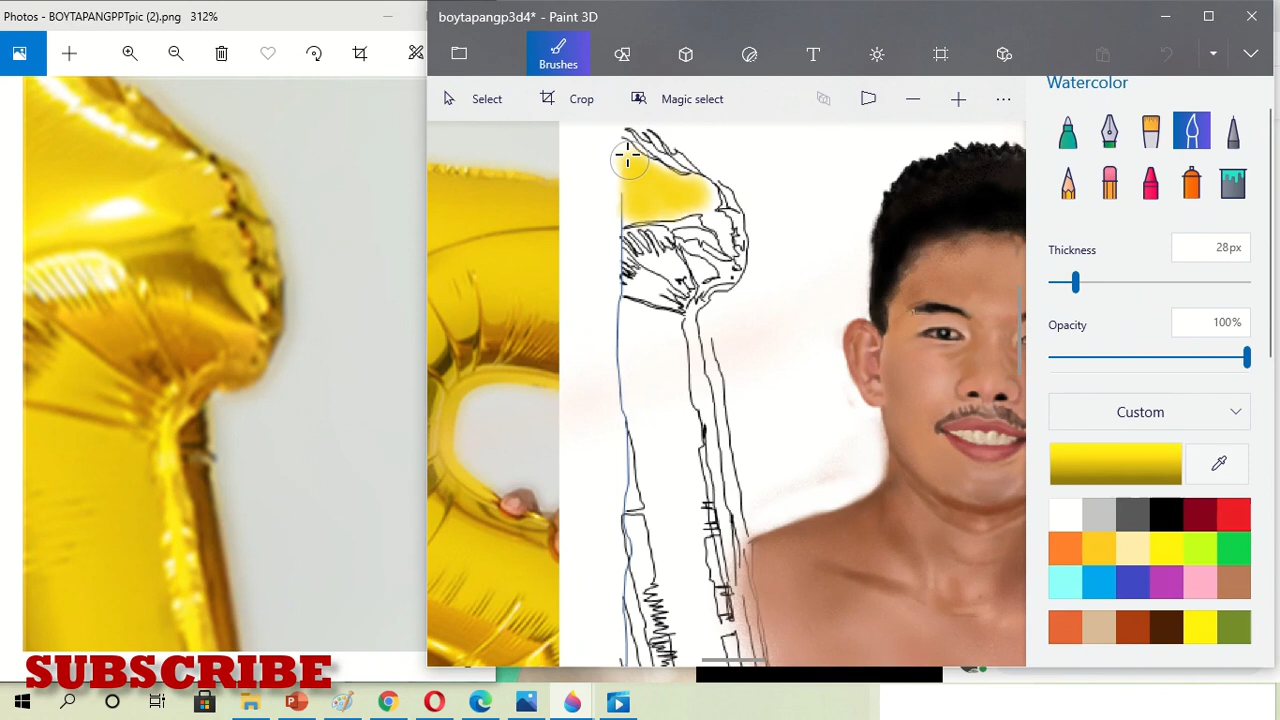 Photos - BOYTAPANGPPTpic (2).png   312%
boytapangp3d4* - Paint 3D
Brushes
Select
Crop
Magic select
Watercolor
Thickness
28px
Opacity
100%
Custom
SUBSCRIBE